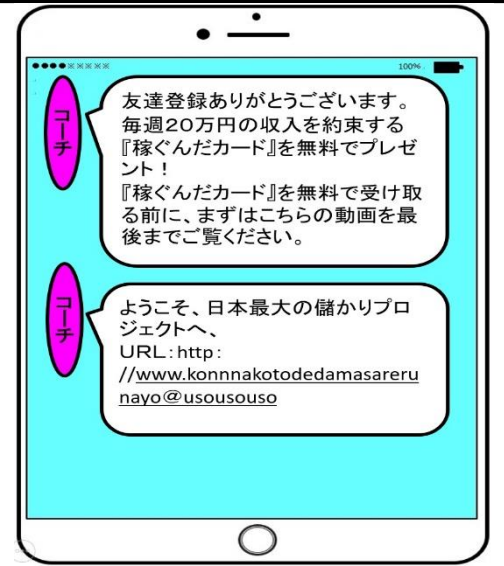 ●●●●※※※※※
100%
コーチ
友達登録ありがとうございます。
毎週２０万円の収入を約束する
『稼ぐんだカード』を無料でプレゼ
ント！
『稼ぐんだカード』を無料で受け取
る前に、まずはこちらの動画を最
後までご覧ください。
コーチ
ようこそ、日本最大の儲かりプロ
ジェクトへ、
ＵＲＬ：http：
//www.konnnakotodedamasareru
nayo＠usousouso